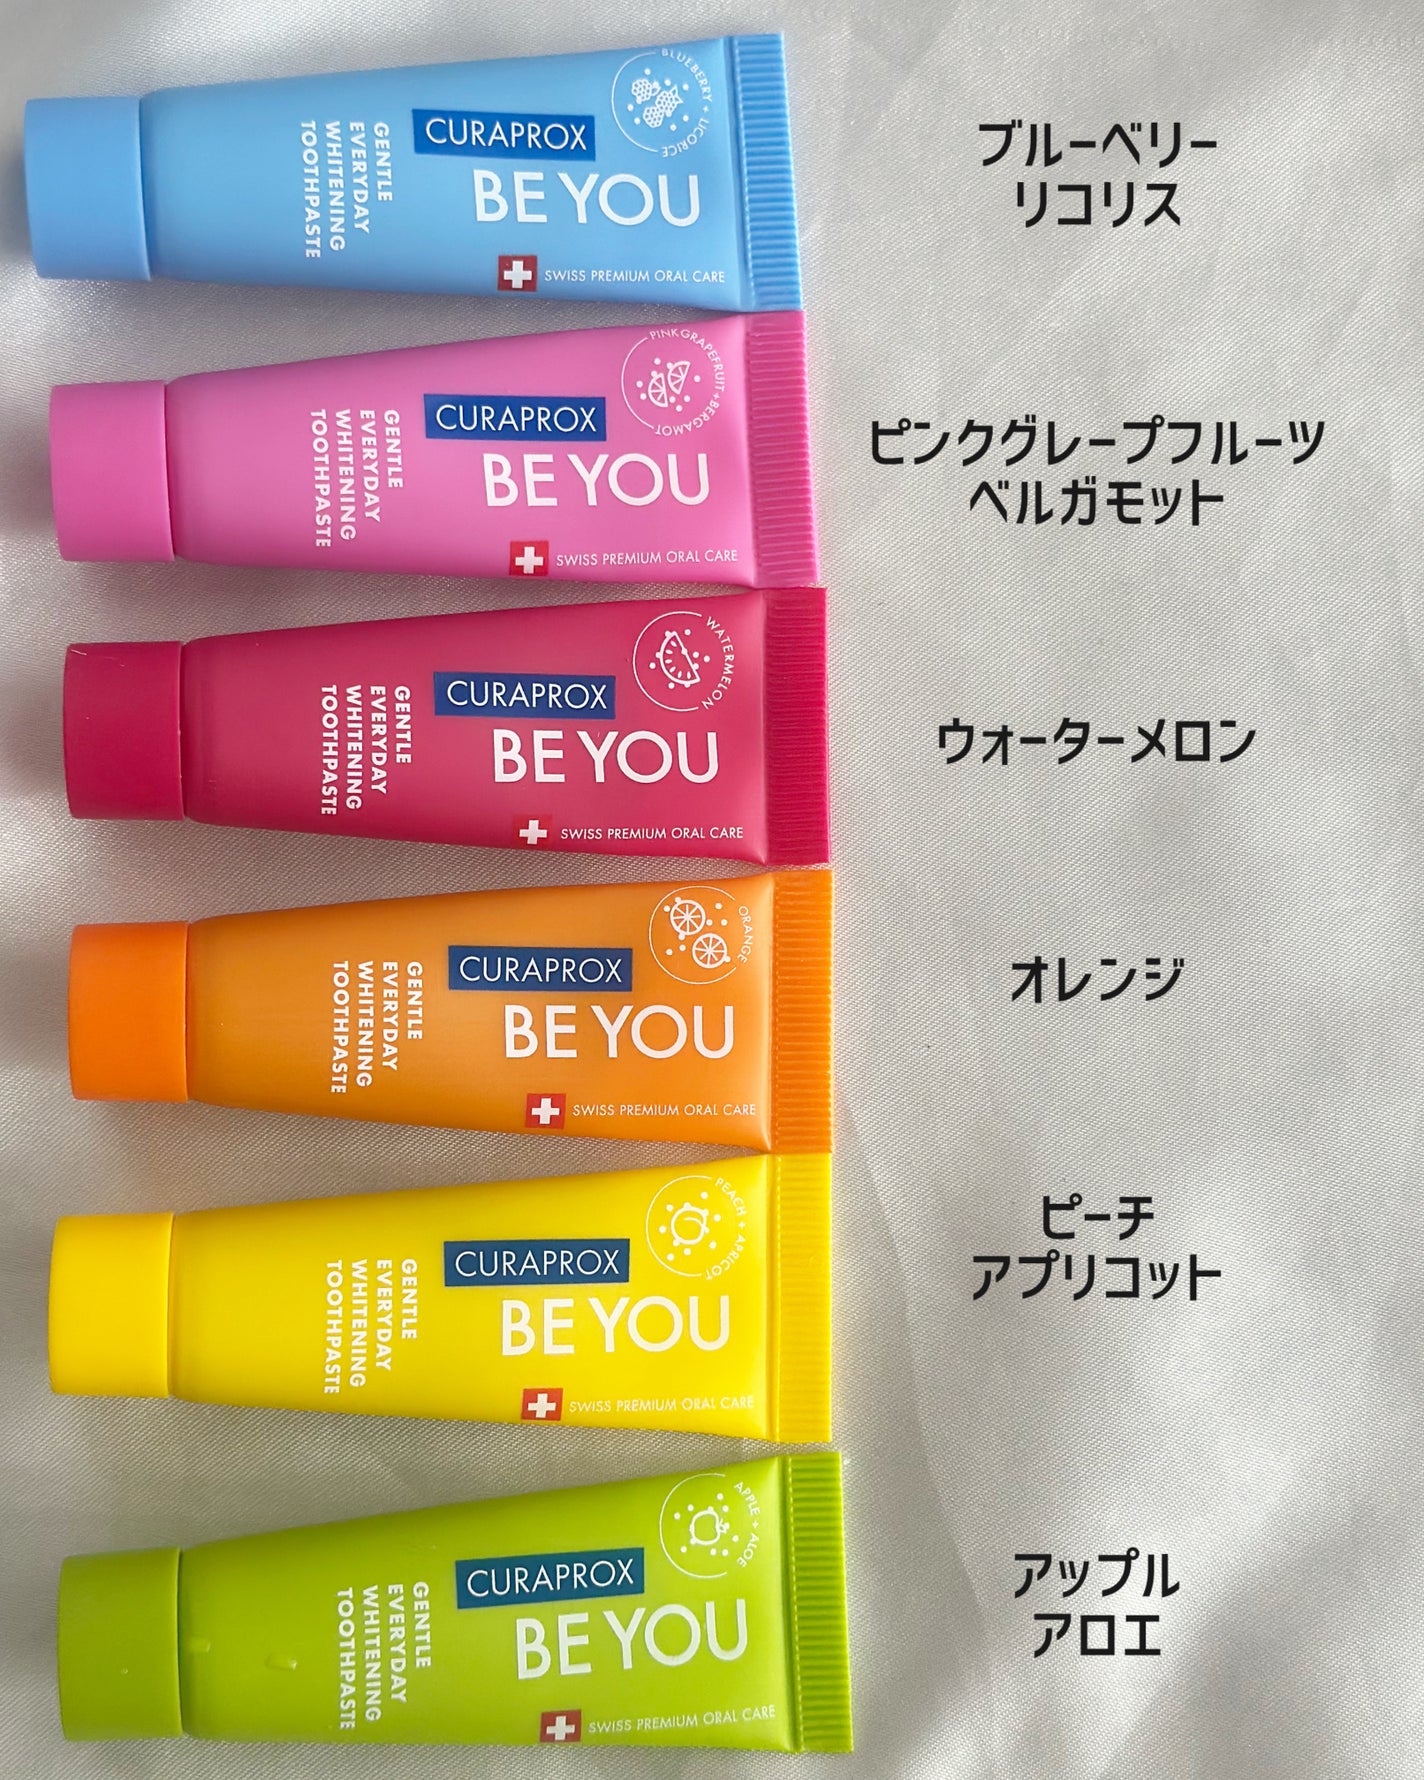 BLUEBERRY + LICORICE
CURAPROX
BE YOU
GENTLE
EVERYDAY
WHITENING
TOOTHPASTE
SWISS PREMIUM ORAL CARE
ブルーベリー
リコリス
PINK GRAPEFRUIT + BERGAMOT
CURAPROX
BE YOU
GENTLE
EVERYDAY
WHITENING
TOOTHPASTE
SWISS PREMIUM ORAL CARE
ピンクグレープフルーツ
ベルガモット
WATERMELON
CURAPROX
BE YOU
GENTLE
EVERYDAY
WHITENING
TOOTHPASTE
SWISS PREMIUM ORAL CARE
ウォーターメロン
ORANGE
CURAPROX
BE YOU
GENTLE
EVERYDAY
WHITENING
TOOTHPASTE
SWISS PREMIUM ORAL CARE
オレンジ
PEACH + APRICOT
CURAPROX
BE YOU
GENTLE
EVERYDAY
WHITENING
TOOTHPASTE
SWISS PREMIUM ORAL CARE
ピーチ
アプリコット
APPLE + ALOE
CURAPROX
BE YOU
GENTLE
EVERYDAY
WHITENING
TOOTHPASTE
SWISS PREMIUM ORAL CARE
アップル
アロエ